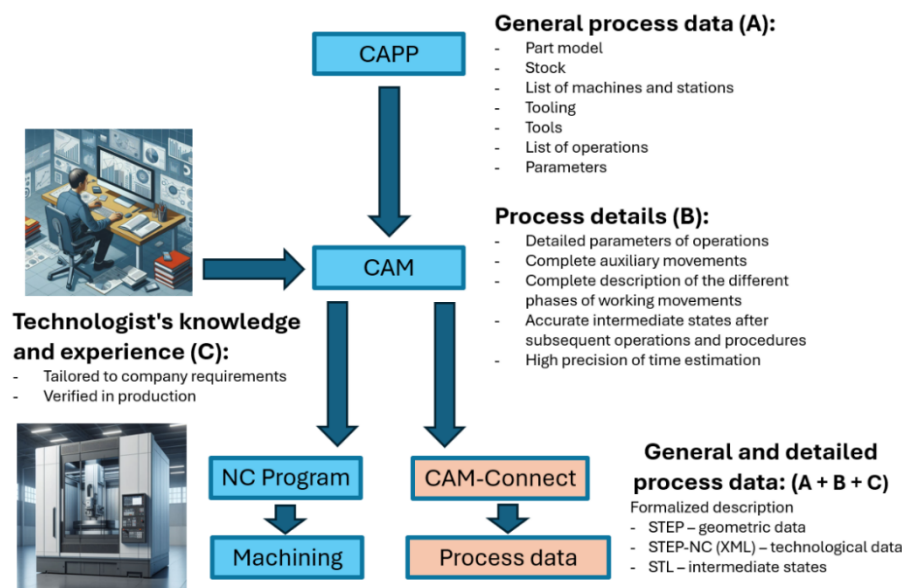 CAPP
General process data (A):
- Part model
- Stock
- List of machines and stations
- Tooling
- Tools
- List of operations
- Parameters
Process details (B):
- Detailed parameters of operations
- Complete auxiliary movements
- Complete description of the different
phases of working movements
- Accurate intermediate states after
subsequent operations and procedures
- High precision of time estimation
CAM
Technologist's knowledge
and experience (C):
- Tailored to company requirements
- Verified in production
NC Program
CAM-Connect
Machining
Process data
General and detailed
process data: (A + B + C)
Formalized description
- STEP – geometric data
- STEP-NC (XML) – technological data
- STL – intermediate states